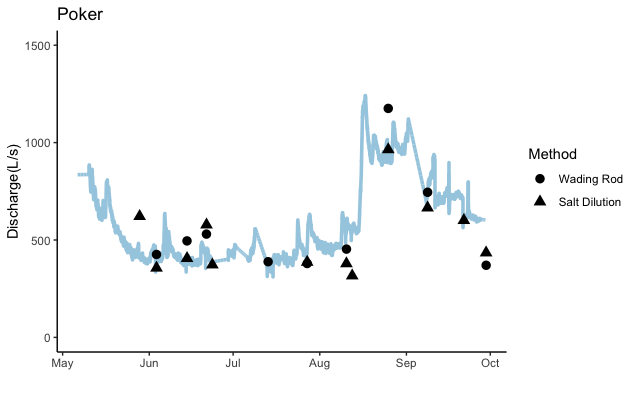 Poker
1500
1000
500
0
Discharge(L/s)
May Jun Jul Aug Sep Oct
Method
Wading Rod
Salt Dilution